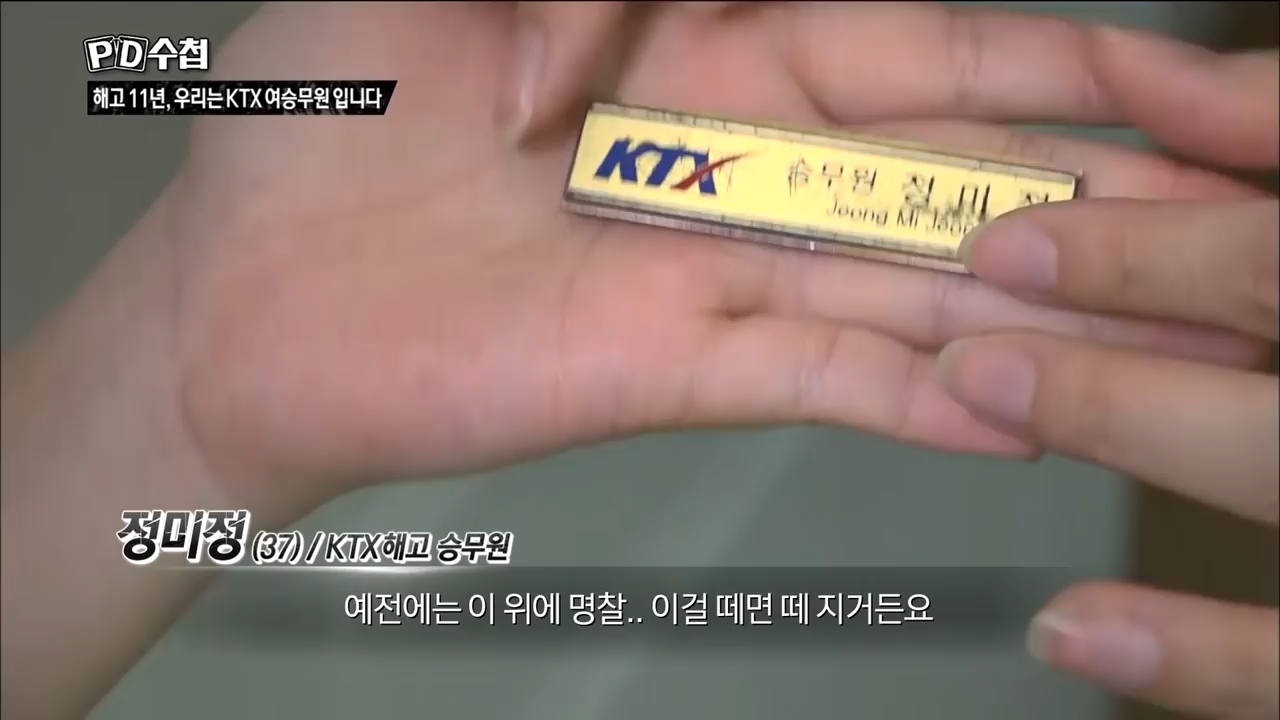 PD수첩
해고 11년, 우리는 KTX 여승무원 입니다
KTX 승무원 정 미
Jeong Mi
정미정 (37) / KTX해고 승무원
예전에는 이 위에 명찰.. 이걸 떼면 떼 지거든요